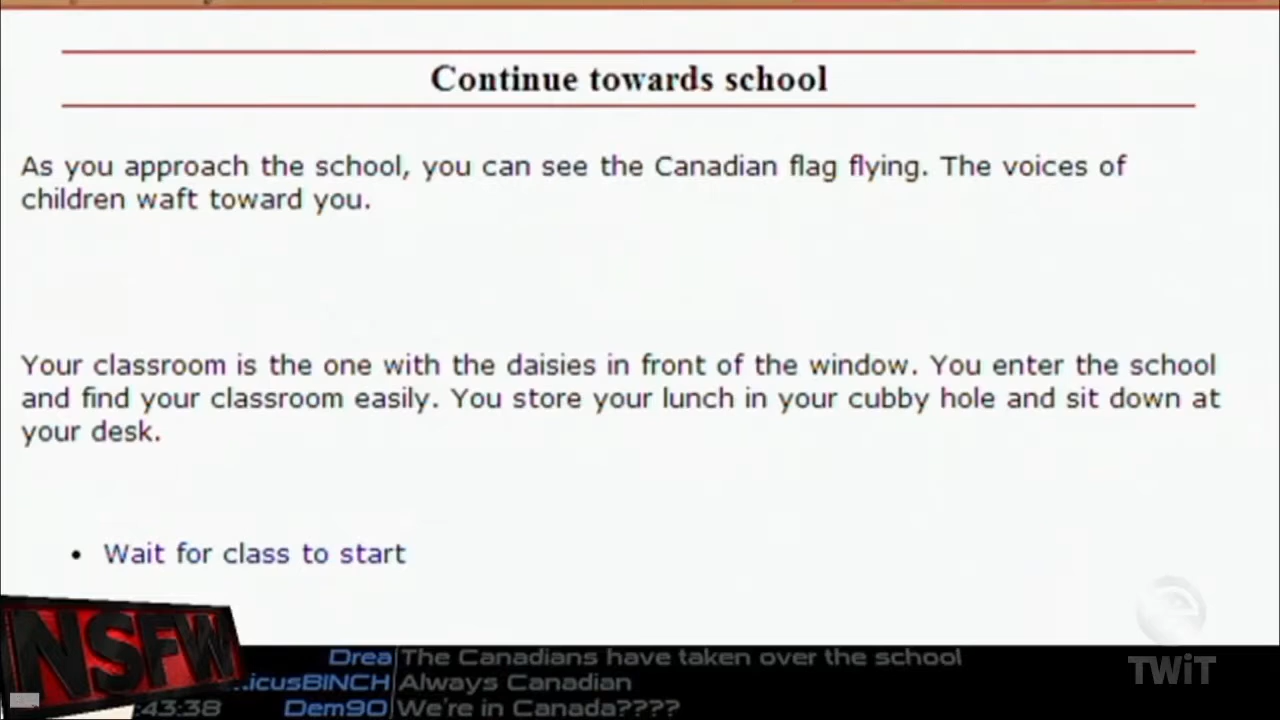 Continue towards school
As you approach the school, you can see the Canadian flag flying. The voices of
children waft toward you.
Your classroom is the one with the daisies in front of the window. You enter the school
and find your classroom easily. You store your lunch in your cubby hole and sit down at
your desk.
• Wait for class to start
NSFW
Drea The Canadians have taken over the school
..icusBINCH Always Canadian
:43:38 Dem90 We're in Canada????
TWiT